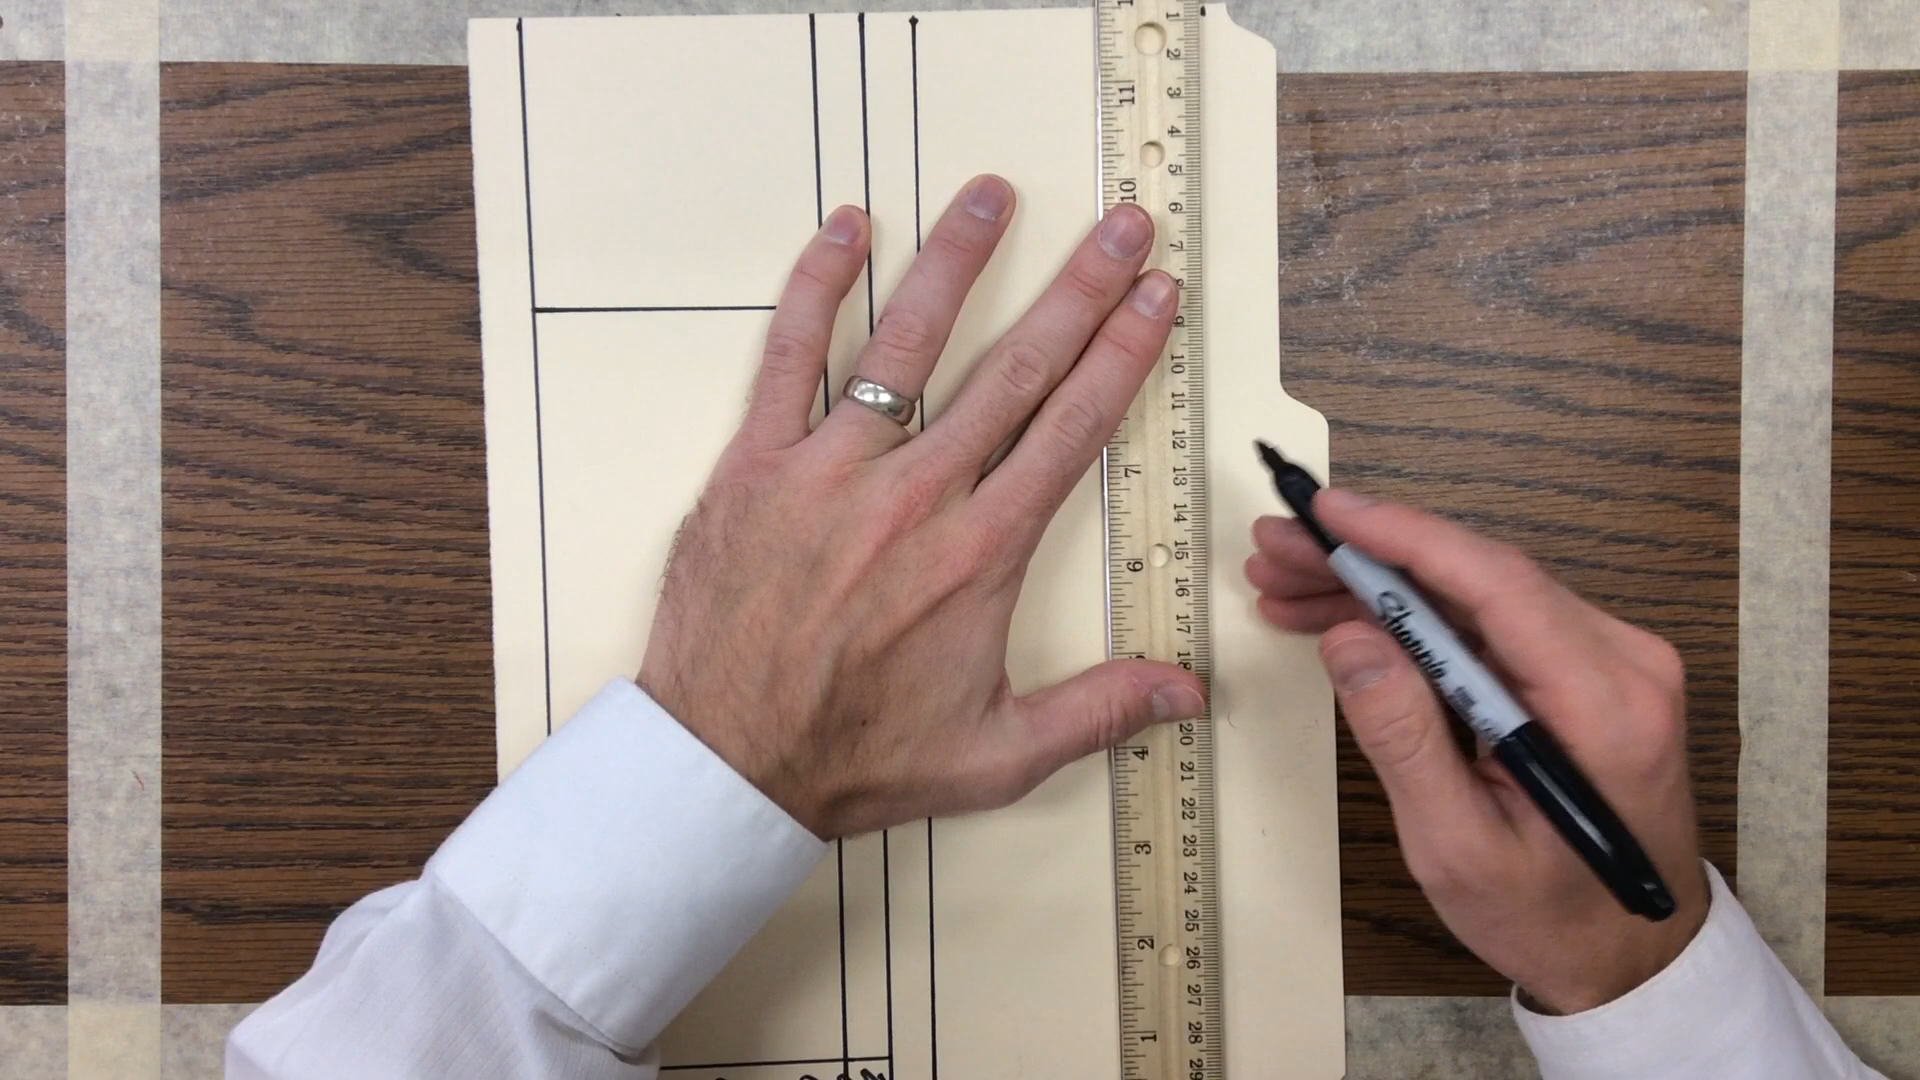 1 2 3 4 5 6 7 8 9 10 11 12 13 14 15 16 17 18 20 21 22 23 24 25 26 27 28 29
11 10 7 6 4 3 2 1
Sharpie